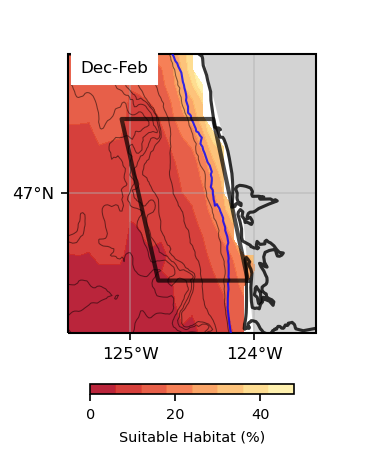 Dec-Feb
47°N
125°W 124°W
0 20 40
Suitable Habitat (%)